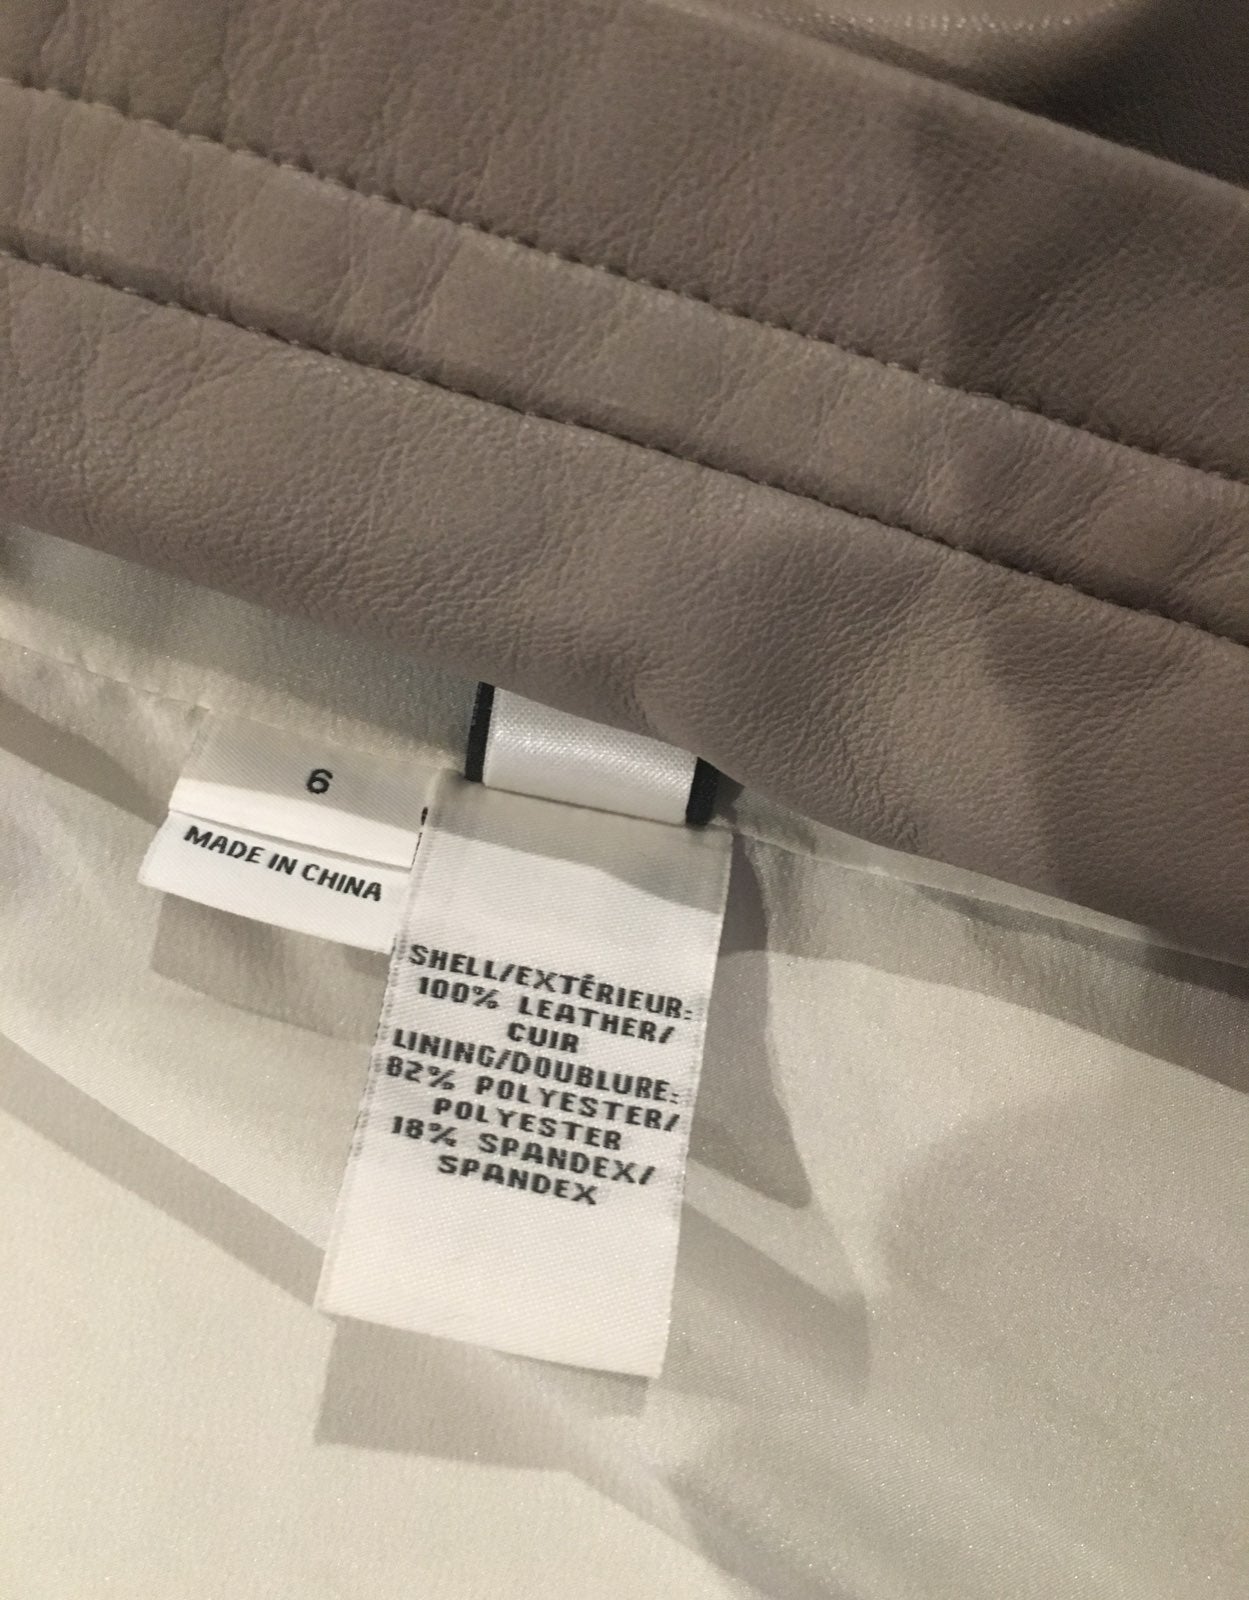 6
MADE IN CHINA
SHELL/EXTÉRIEUR:
100% LEATHER/
CUIR
LINING/DOUBLURE:
82% POLYESTER/
POLYESTER
18% SPANDEX/
SPANDEX